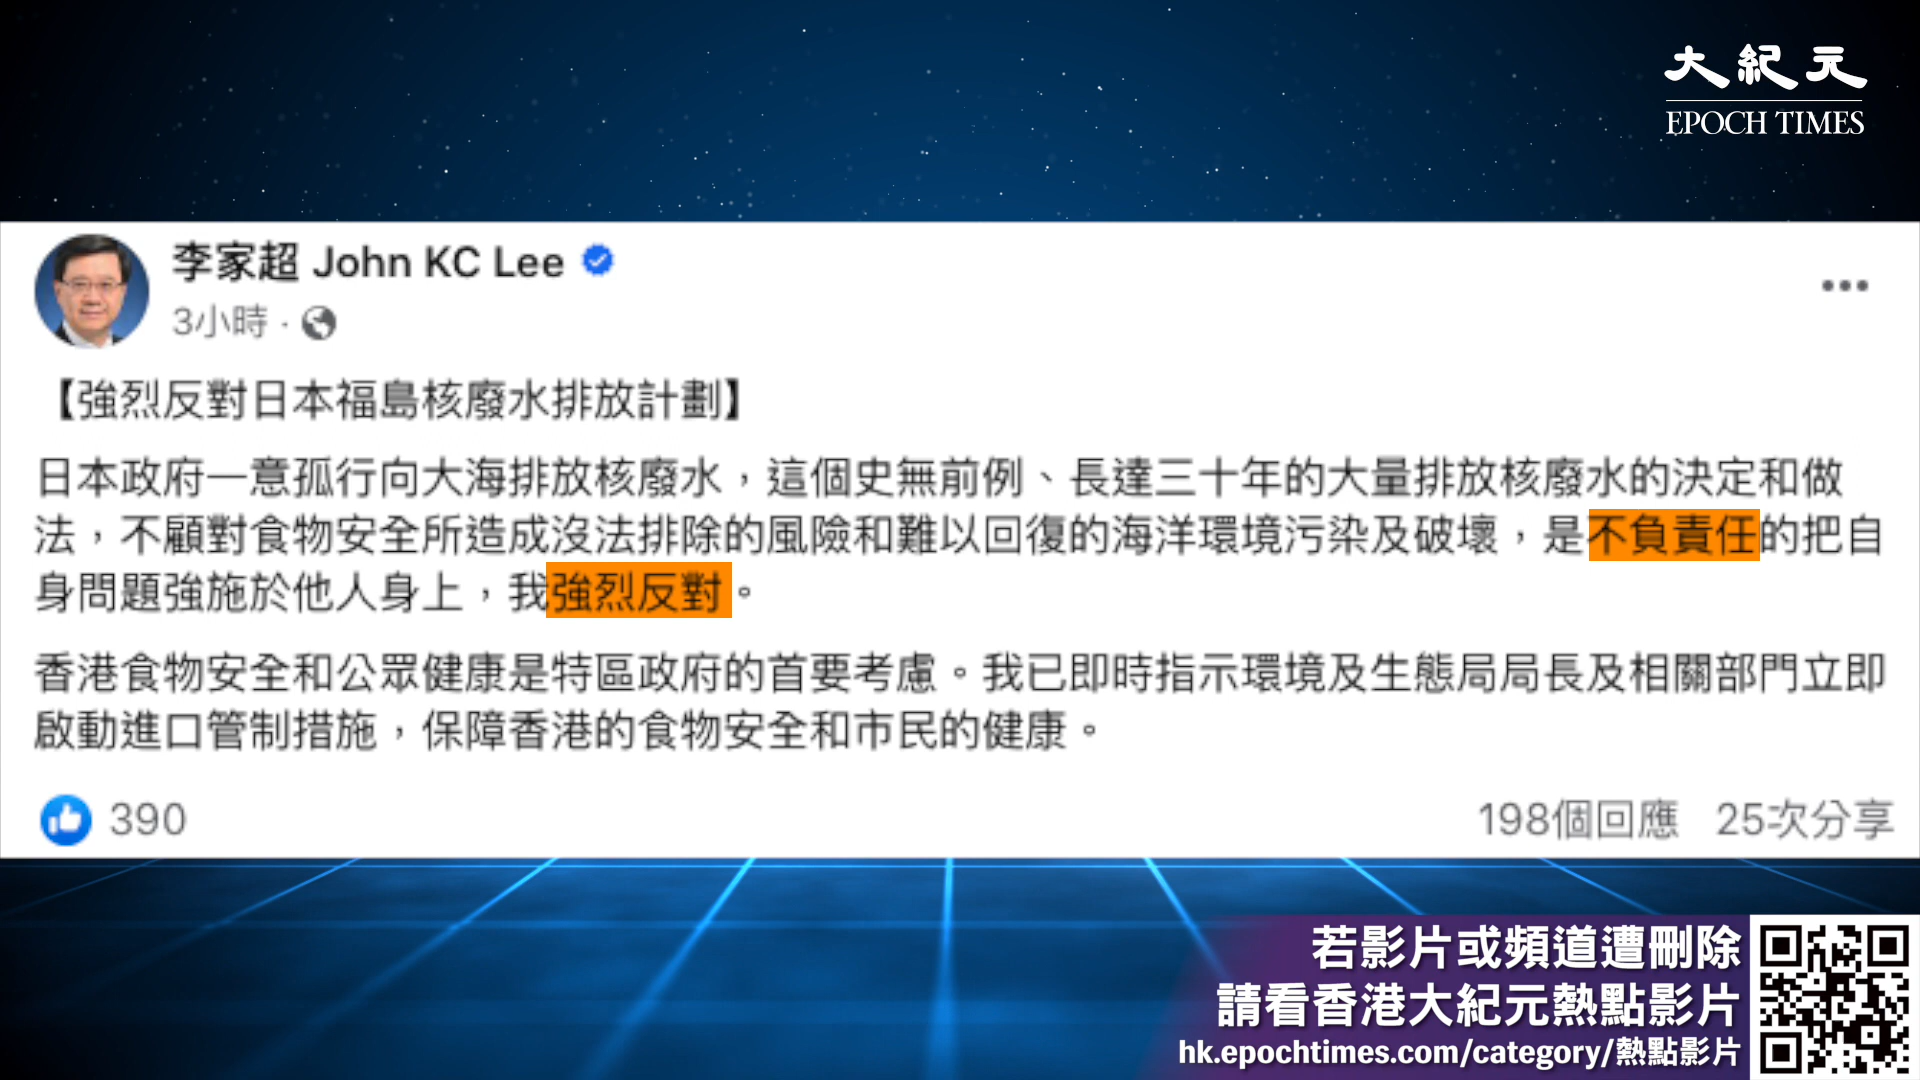 大紀元
EPOCH TIMES
李家超 John KC Lee
3小時 ·
【強烈反對日本福島核廢水排放計劃】
日本政府一意孤行向大海排放核廢水，這個史無前例、長達三十年的大量排放核廢水的決定和做
法，不顧對食物安全所造成沒法排除的風險和難以回復的海洋環境污染及破壞，是不負責任的把自
身問題強施於他人身上，我強烈反對。
香港食物安全和公眾健康是特區政府的首要考慮。我已即時指示環境及生態局局長及相關部門立即
啟動進口管制措施，保障香港的食物安全和市民的健康。
390
198個回應 25次分享
若影片或頻道遭刪除
請看香港大紀元熱點影片
hk.epochtimes.com/category/熱點影片